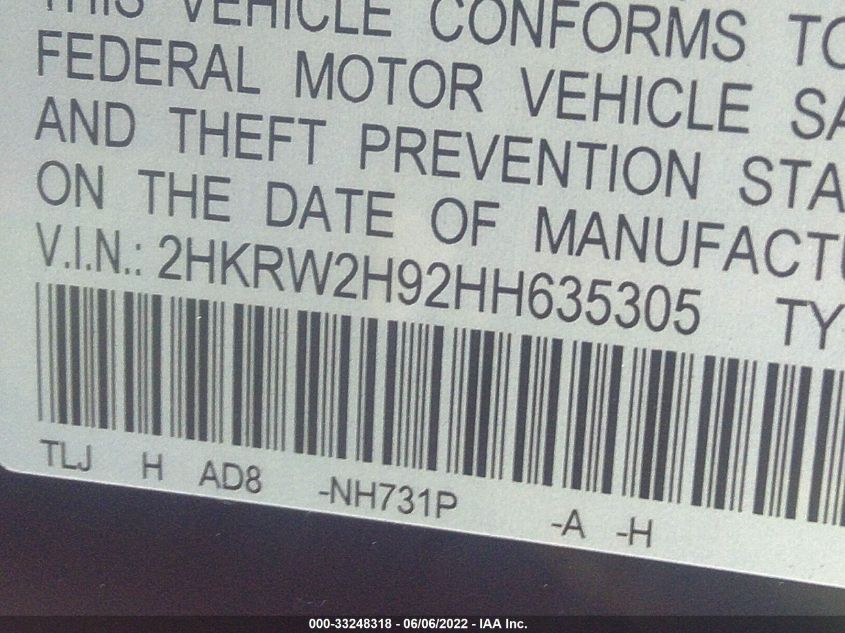 THIS VEHICLE CONFORMS TO
FEDERAL MOTOR VEHICLE SA
AND THEFT PREVENTION STA
ON THE DATE OF MANUFACTU
V.I.N.: 2HKRW2H92HH635305 TY
TLJ H AD8 -NH731P -A -H
000-33248318 - 06/06/2022 - IAA Inc.